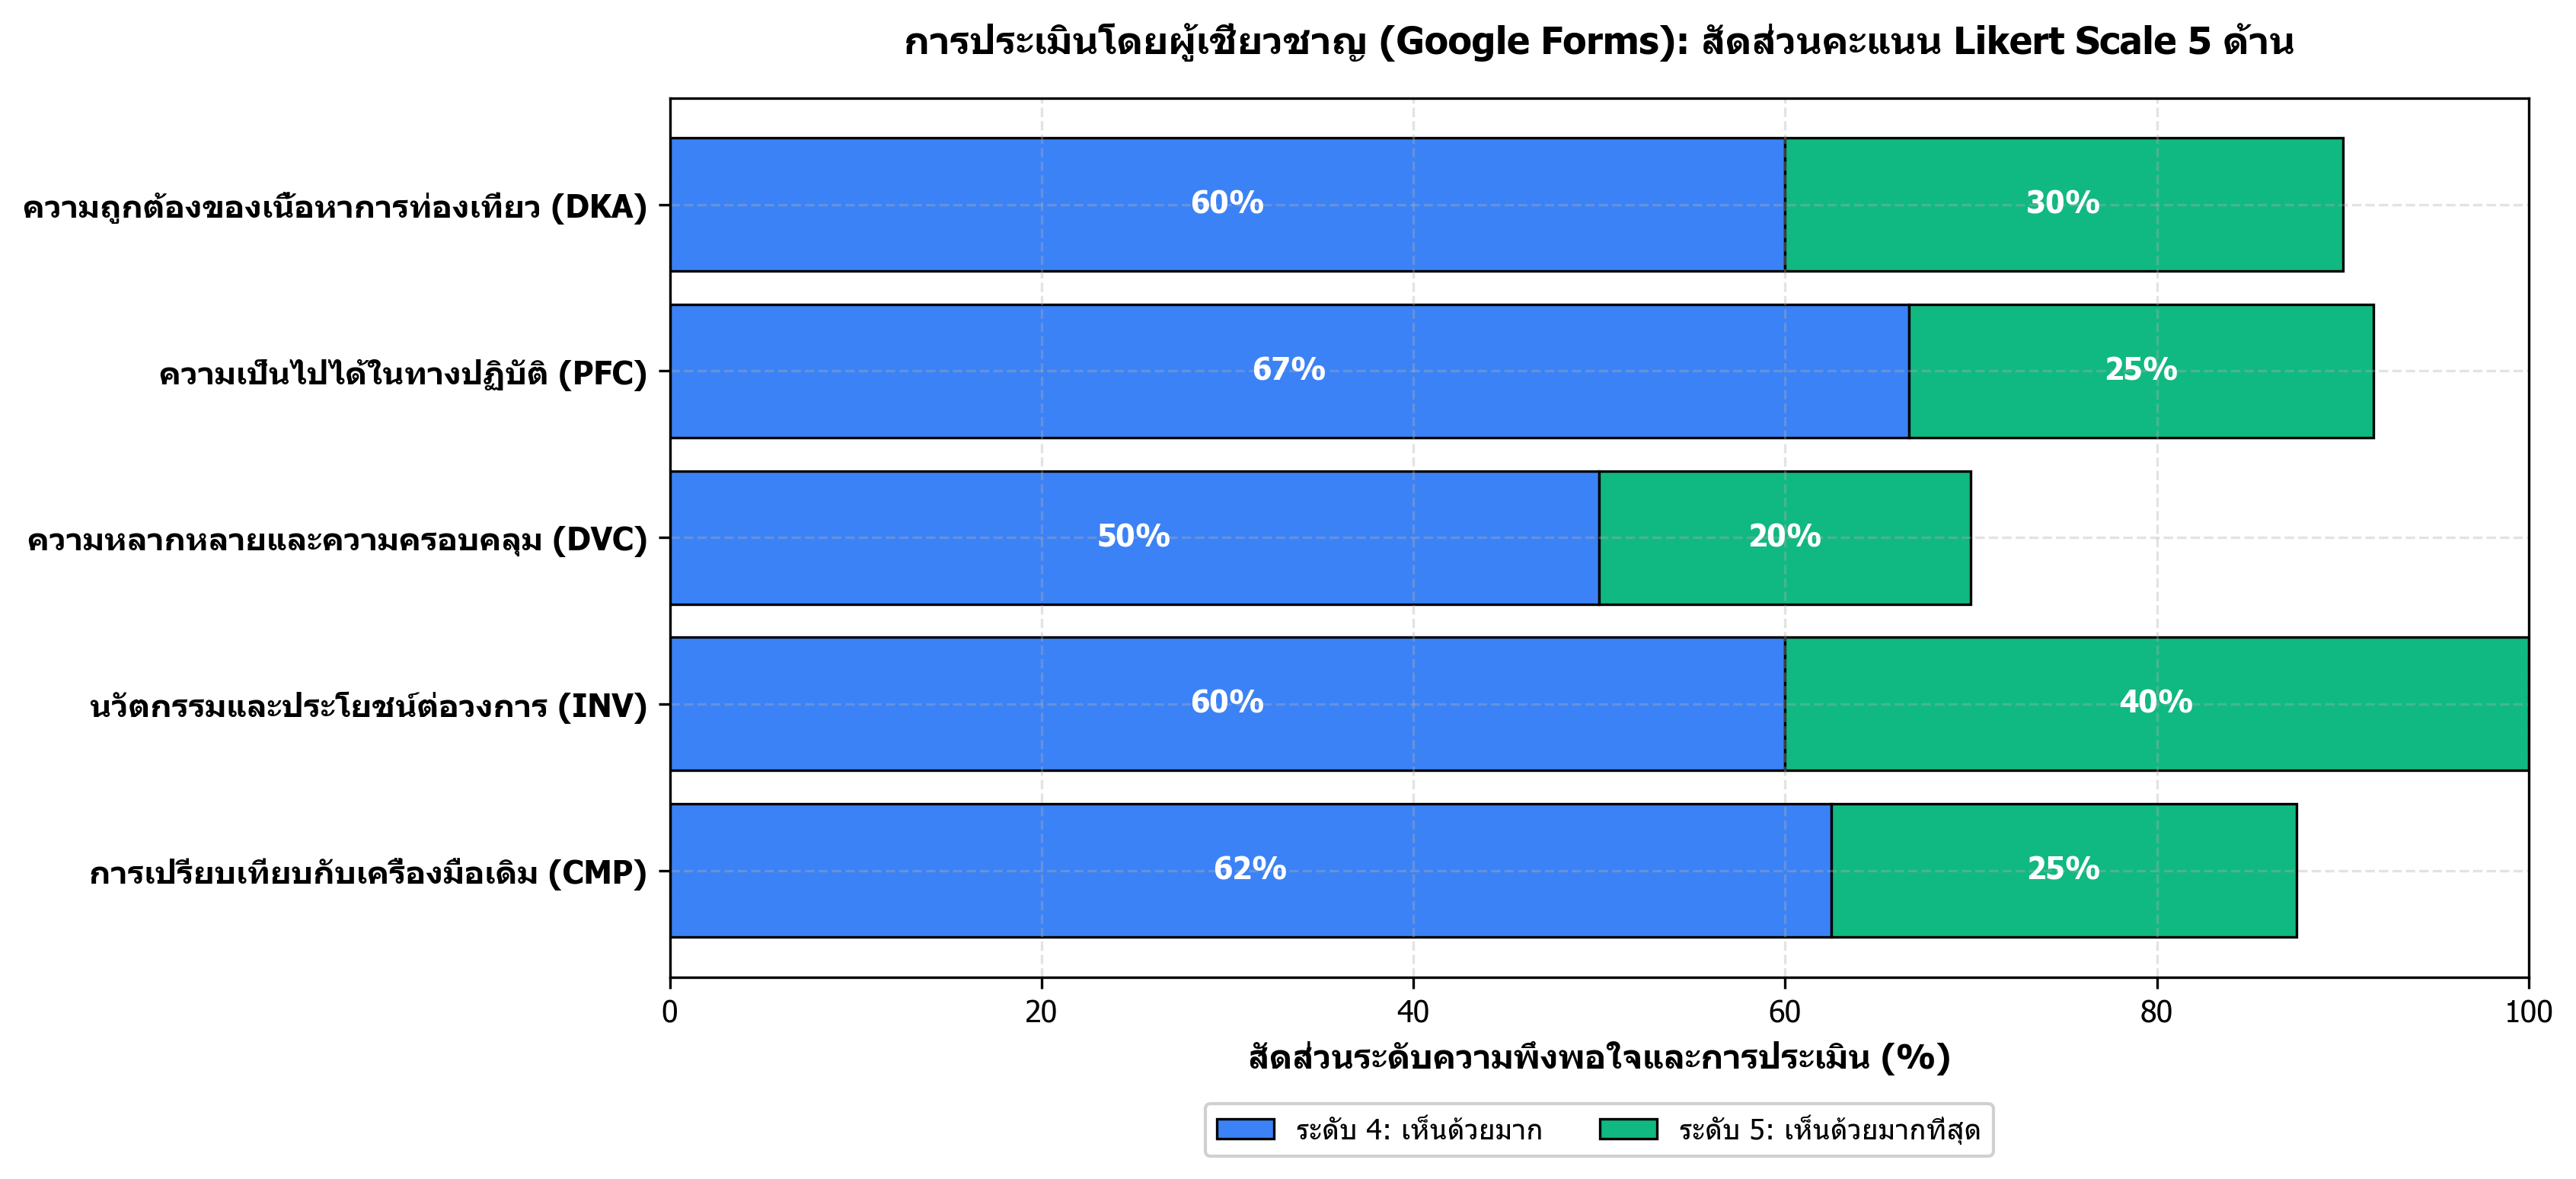 การประเมินโดยผู้เชี่ยวชาญ (Google Forms): สัดส่วนคะแนน Likert Scale 5 ด้าน
ความถูกต้องของเนื้อหาการท่องเที่ยว (DKA)
60%
30%
ความเป็นไปได้ในทางปฏิบัติ (PFC)
67%
25%
ความหลากหลายและความครอบคลุม (DVC)
50%
20%
นวัตกรรมและประโยชน์ต่อวงการ (INV)
60%
40%
การเปรียบเทียบกับเครื่องมือเดิม (CMP)
62%
25%
0 20 40 60 80 100
สัดส่วนระดับความพึงพอใจและการประเมิน (%)
ระดับ 4: เห็นด้วยมาก ระดับ 5: เห็นด้วยมากที่สุด